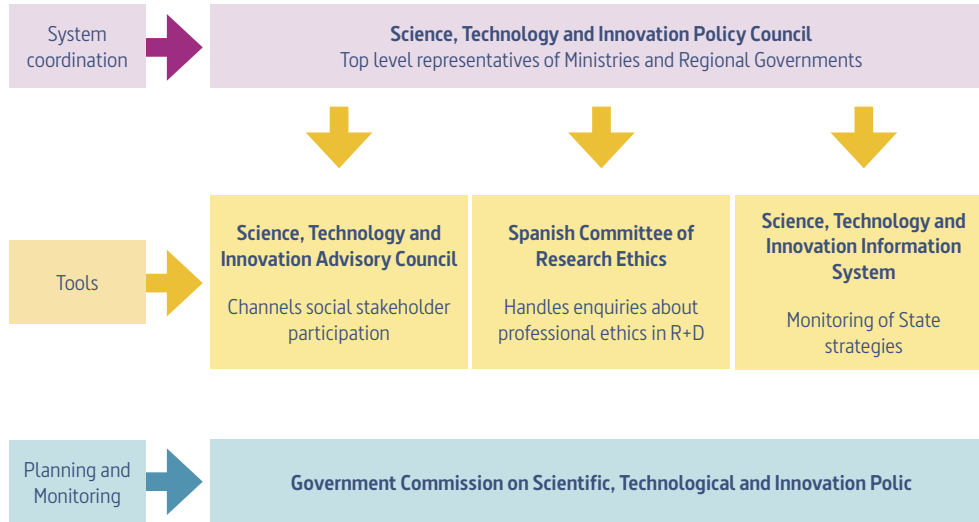 System
coordination
Science, Technology and Innovation Policy Council
Top level representatives of Ministries and Regional Governments
Tools
Science, Technology and
Innovation Advisory Council
Channels social stakeholder
participation
Spanish Committee of
Research Ethics
Handles enquiries about
professional ethics in R+D
Science, Technology and
Innovation Information
System
Monitoring of State
strategies
Planning and
Monitoring
Government Commission on Scientific, Technological and Innovation Polic